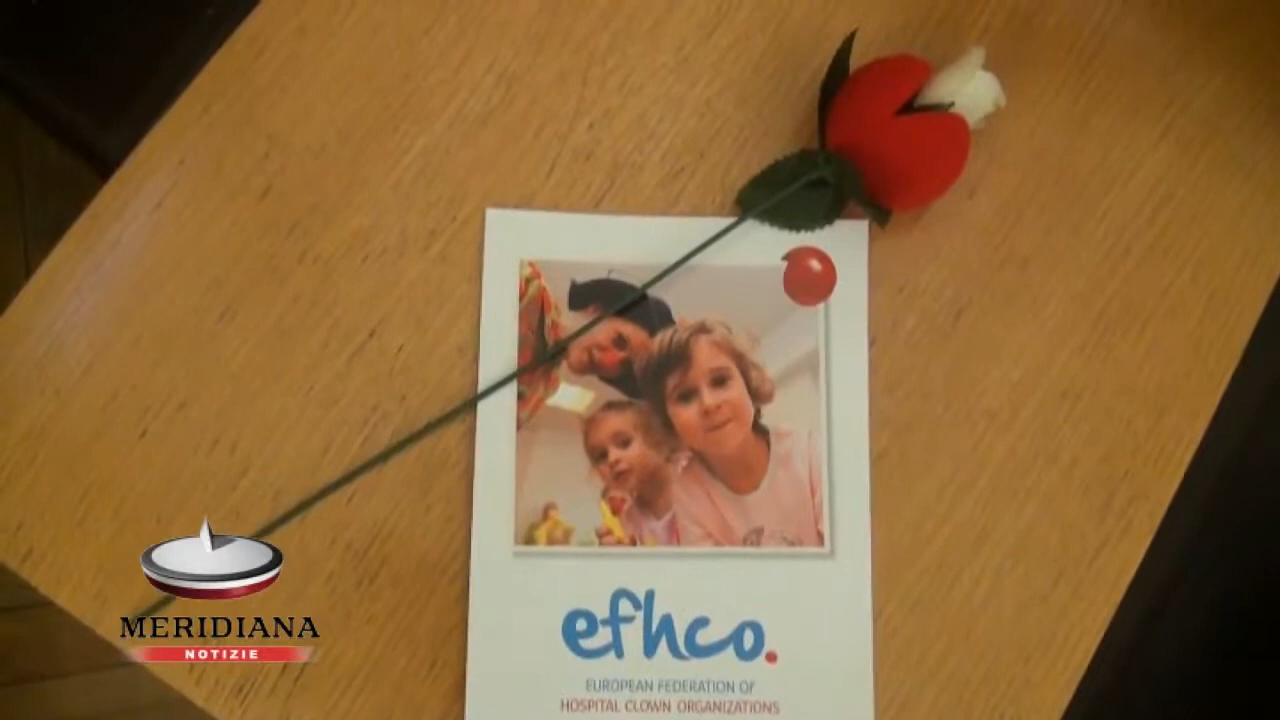 efhco.
EUROPEAN FEDERATION OF
HOSPITAL CLOWN ORGANIZATIONS
MERIDIANA
NOTIZIE